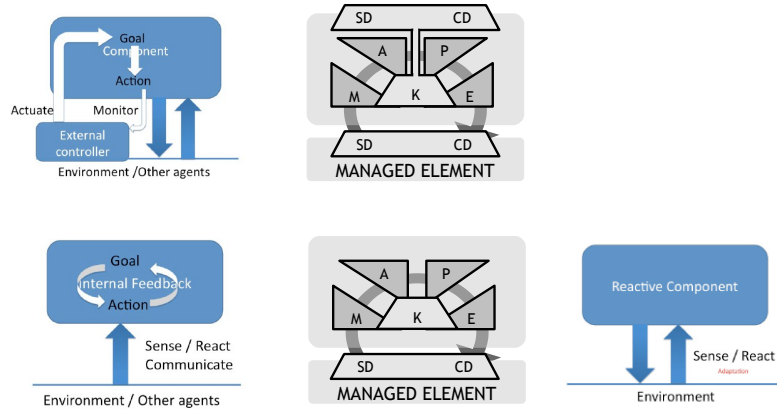 Goal
Component
Action
Actuate
Monitor
External
controller
Environment /Other agents
SD CD
A P
M K E
SD CD
MANAGED ELEMENT
Goal
Internal Feedback
Action
Sense / React
Communicate
Environment / Other agents
A P
M K E
SD CD
MANAGED ELEMENT
Reactive Component
Sense / React
Adaptation
Environment